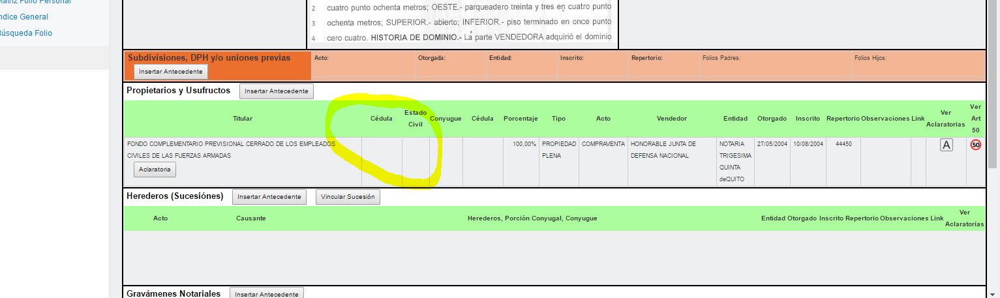 Folio Personal
ndice General
Búsqueda Folio
2 cuatro punto ochenta metros; OESTE.- parqueadero treinta y tres en cuatro punto
3 ochenta metros; SUPERIOR.- abierto; INFERIOR.- piso terminado en once punto
4 cero cuatro. HISTORIA DE DOMINIO.- La parte VENDEDORA adquirió el dominio
Subdivisiones, DPH y/o uniones previas Acto: Otorgada: Entidad: Inscrito: Repertorio: Folios Padres: Folios Hijos:
Insertar Antecedente
Propietarios y Usufructos Insertar Antecedente
Titular Cédula Estado Civil Conyugue Cédula Porcentaje Tipo Acto Vendedor Entidad Otorgado Inscrito Repertorio Observaciones Link Ver Aclaratorias Ver Art 50
FONDO COMPLEMENTARIO PREVISIONAL CERRADO DE LOS EMPLEADOS
CIVILES DE LAS FUERZAS ARMADAS
Aclaratoria
100,00%
PROPIEDAD
PLENA
COMPRAVENTA
HONORABLE JUNTA DE
DEFENSA NACIONAL
NOTARIA
TRIGESIMA
QUINTA
deQUITO
27/05/2004
10/08/2004
44450
A
50
Herederos (Sucesiónes) Insertar Antecedente Vincular Sucesión
Acto Causante Herederos, Porción Conyugal, Conyugue Entidad Otorgado Inscrito Repertorio Observaciones Link Ver Aclaratorias
Gravámenes Notariales Insertar Antecedente